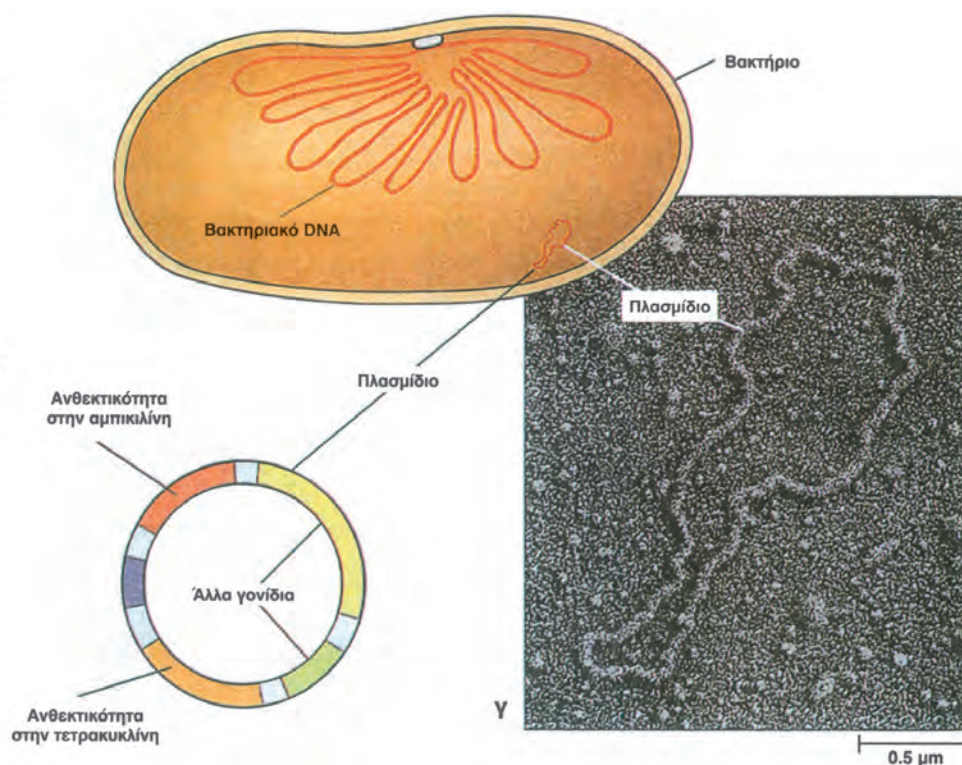 Βακτήριο
Βακτηριακό DNA
Πλασμίδιο
Πλασμίδιο
Ανθεκτικότητα
στην αμπικιλίνη
Άλλα γονίδια
Ανθεκτικότητα
στην τετρακυκλίνη
γ
0.5 μm